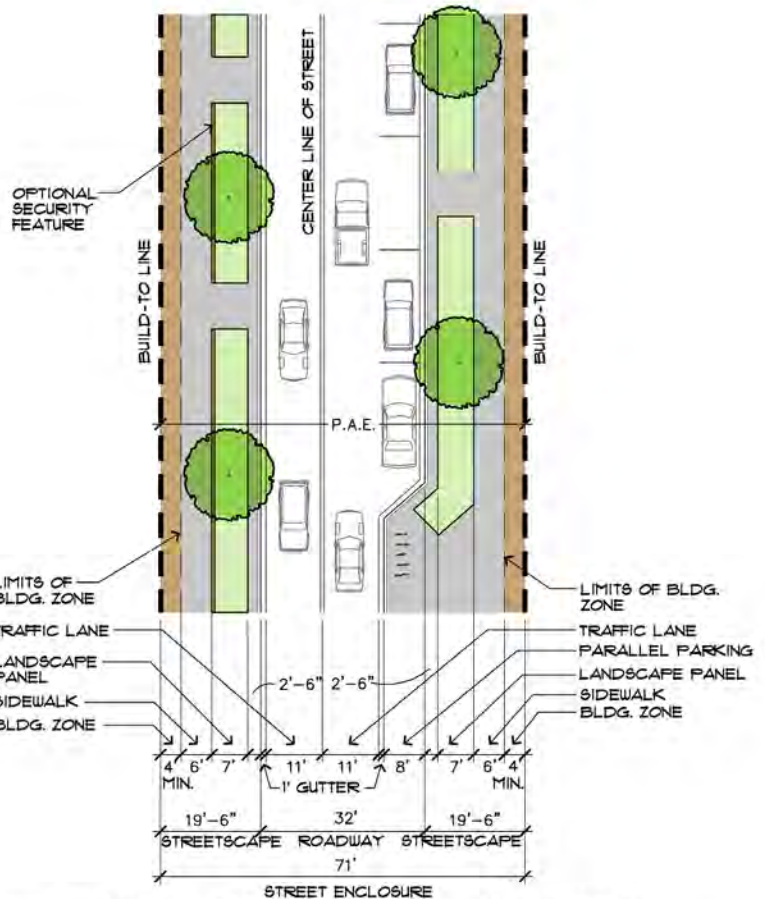 CENTER LINE OF STREET
OPTIONAL
SECURITY
FEATURE
BUILD-TO LINE
BUILD-TO LINE
P.A.E.
LIMITS OF
BLDG. ZONE
TRAFFIC LANE
LANDSCAPE
PANEL
SIDEWALK
BLDG. ZONE
LIMITS OF BLDG.
ZONE
TRAFFIC LANE
PARALLEL PARKING
LANDSCAPE PANEL
SIDEWALK
BLDG. ZONE
2'-6" 2'-6"
4' 6' 7' 11' 11' 8' 7' 6' 4'
MIN. 1' GUTTER MIN.
19'-6" 32' 19'-6"
STREETSCAPE ROADWAY STREETSCAPE
71'
STREET ENCLOSURE